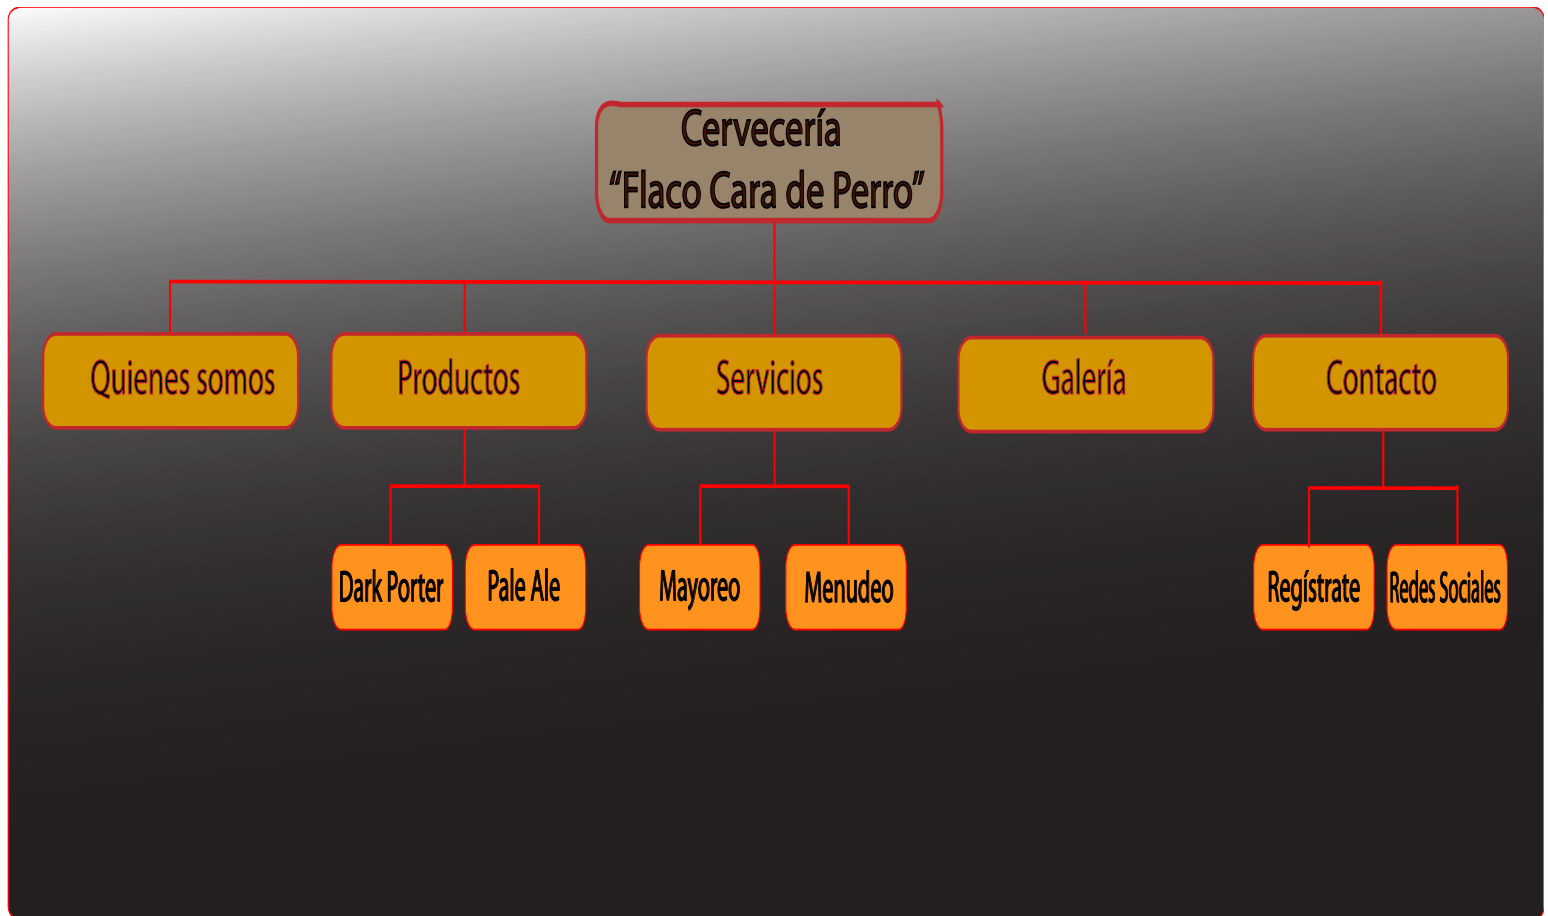 Cervecería
“Flaco Cara de Perro”
Quienes somos
Productos
Servicios
Galería
Contacto
Dark Porter
Pale Ale
Mayoreo
Menudeo
Regístrate
Redes Sociales